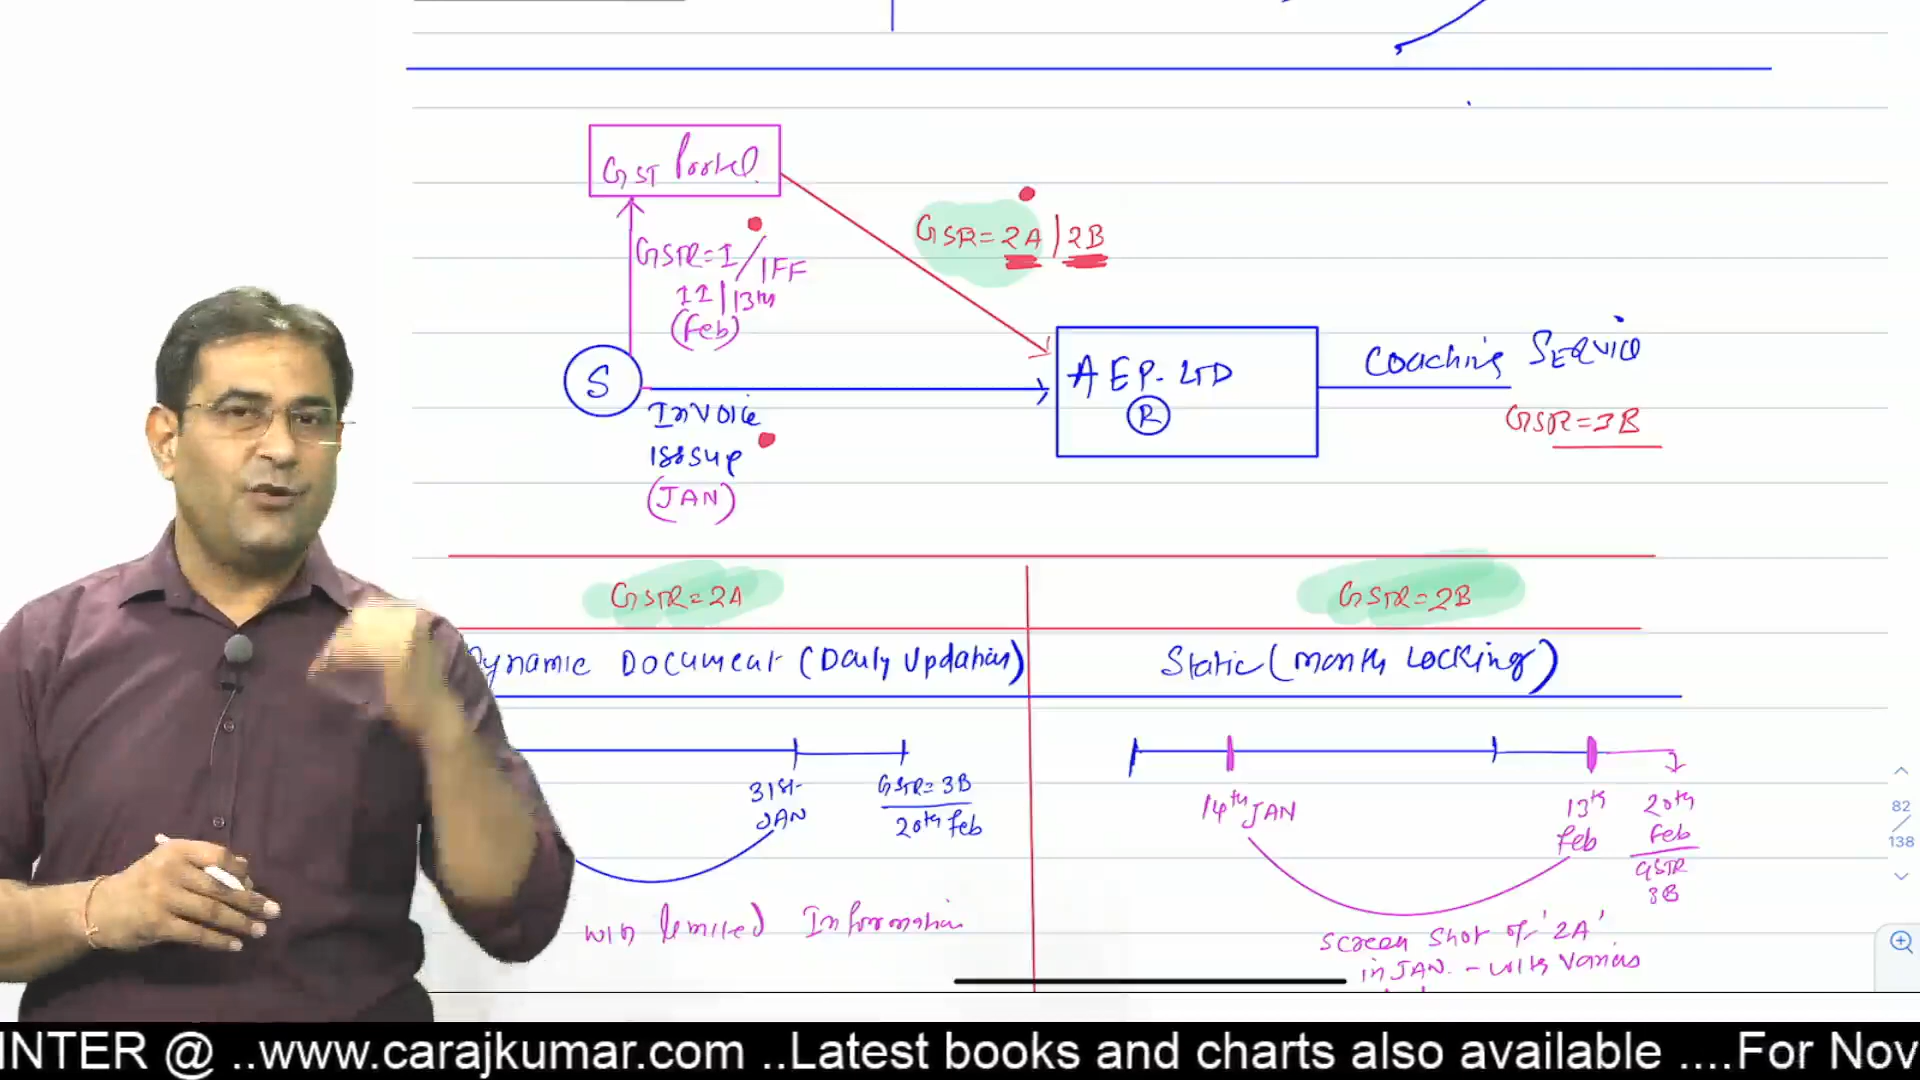 GST Portal
GSTR=1/IFF
11/13th
(Feb)
GSR=2A|2B
S
Invoice
Issue
(JAN)
AEP. LTD
R
Coaching Service
GSTR=3B
GSTR=2A
GSTR=2B
Dynamic Document (Daily Updation)
Static (Month Locking)
31st
JAN
GSTR=3B
20th Feb
14th JAN
13th
Feb
20th
Feb
GSTR
3B
with limited Information
Screen Shot of '2A'
in JAN. - with Various
82
138
INTER @ ..www.carajkumar.com ..Latest books and charts also available ....For Nov